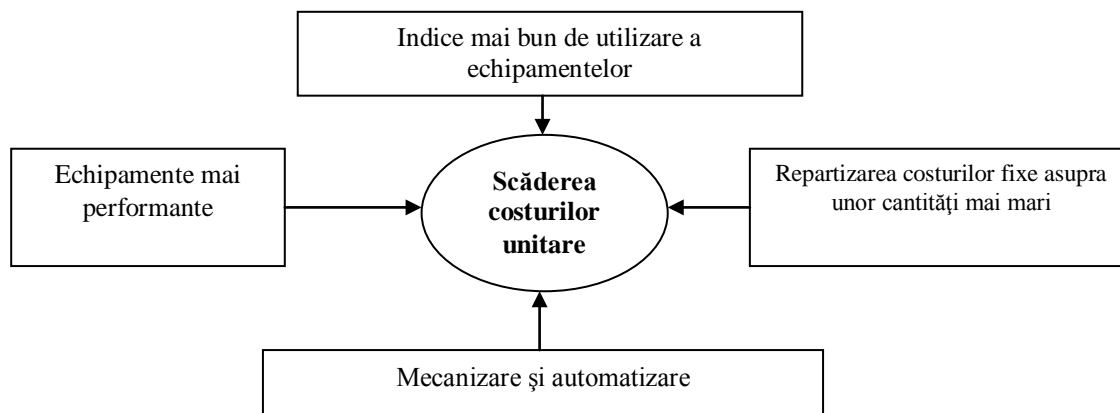 Indice mai bun de utilizare a
echipamentelor
Echipamente mai
performante
Scăderea
costurilor
unitare
Repartizarea costurilor fixe asupra
unor cantităţi mai mari
Mecanizare şi automatizare